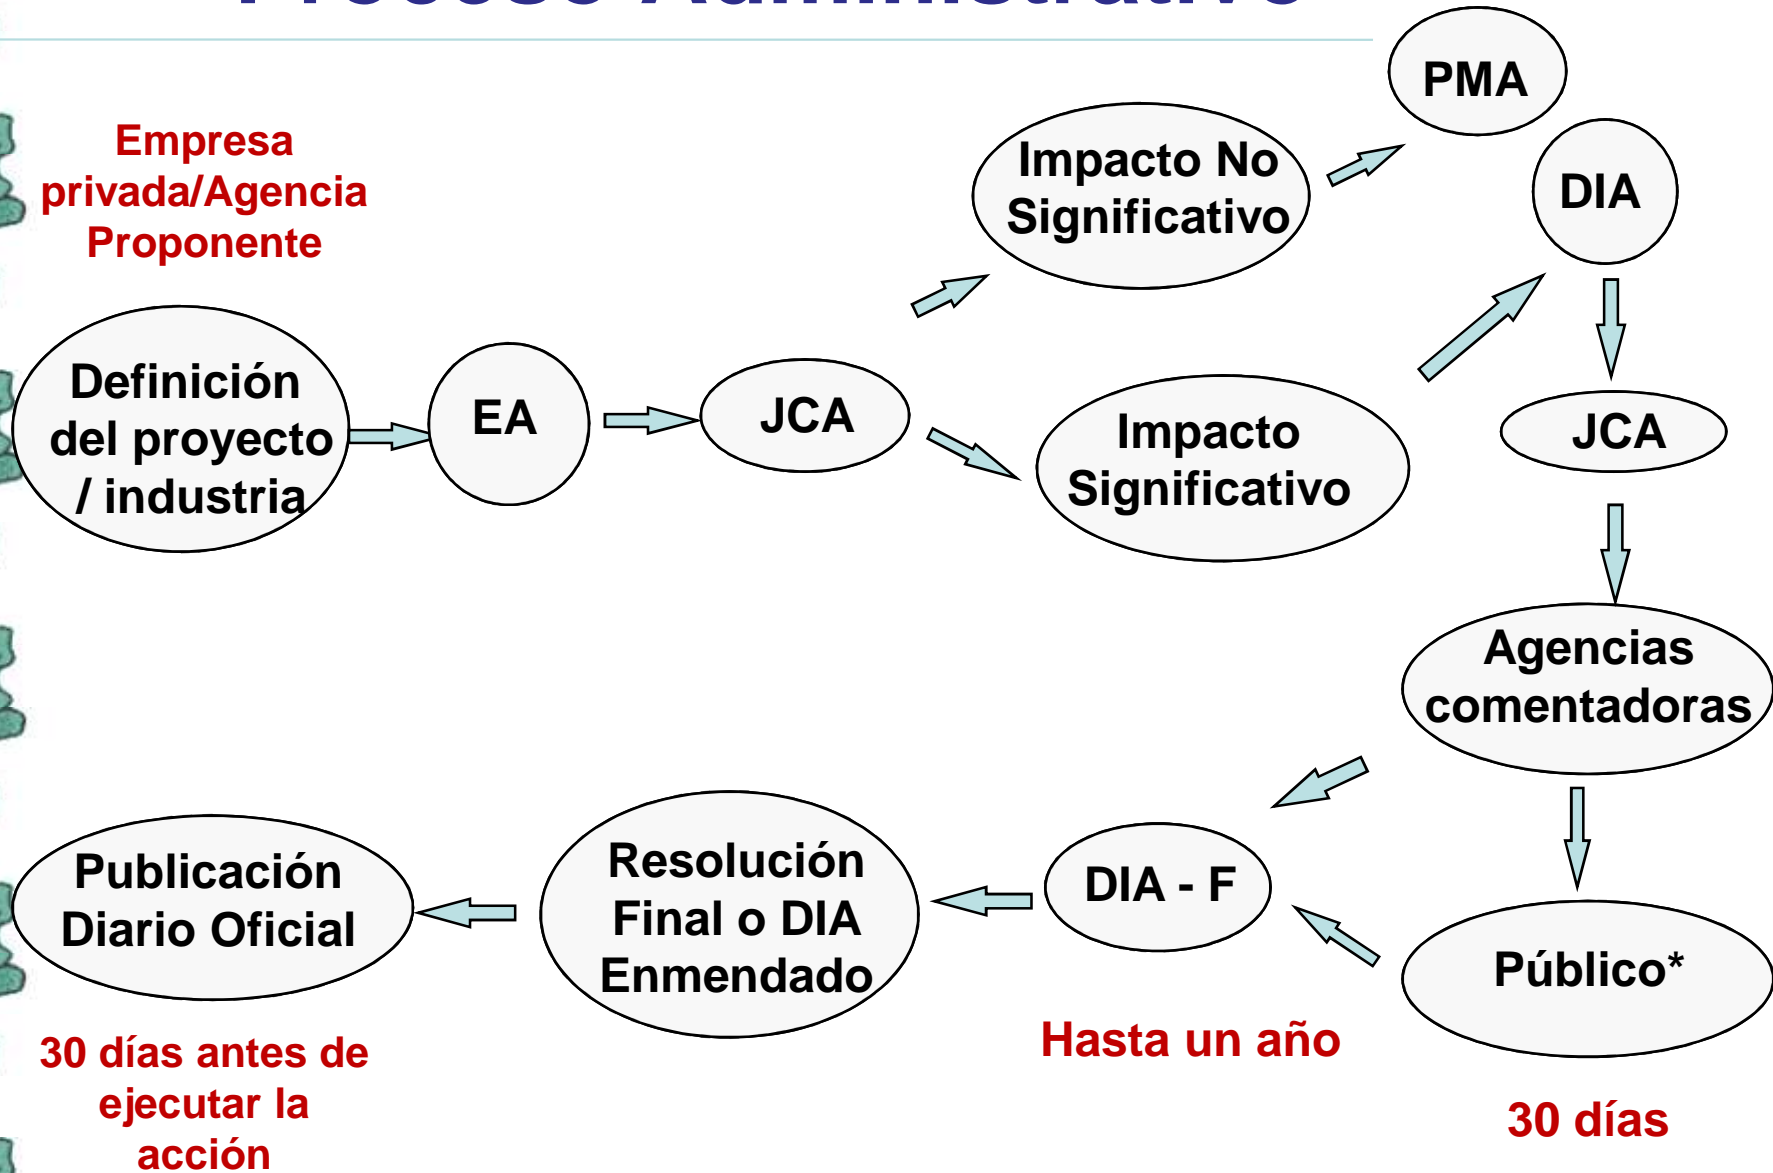 Proceso Administrativo
PMA
Empresa
privada/Agencia
Proponente
Impacto No
Significativo
DIA
Definición
del proyecto
/ industria
EA
JCA
Impacto
Significativo
JCA
Agencias
comentadoras
Publicación
Diario Oficial
Resolución
Final o DIA
Enmendado
DIA - F
Público*
30 días antes de
ejecutar la
acción
Hasta un año
30 días